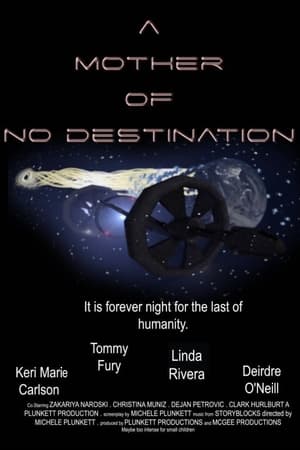 A
MOTHER
OF
NO DESTINATION
It is forever night for the last of
humanity.
Keri Marie
Carlson
Tommy
Fury
Linda
Rivera
Deirdre
O'Neill
Co Starring ZAKARIYA NAROSKI . CHRISTINA MUNIZ . DEJAN PETROVIC . CLARK HURLBURT A
PLUNKETT PRODUCTION . screenplay by MICHELE PLUNKETT music from STORYBLOCKS directed by
MICHELE PLUNKETT . produced by PLUNKETT PRODUCTIONS and MCGEE PRODUCTIONS
Maybe too intense for small children